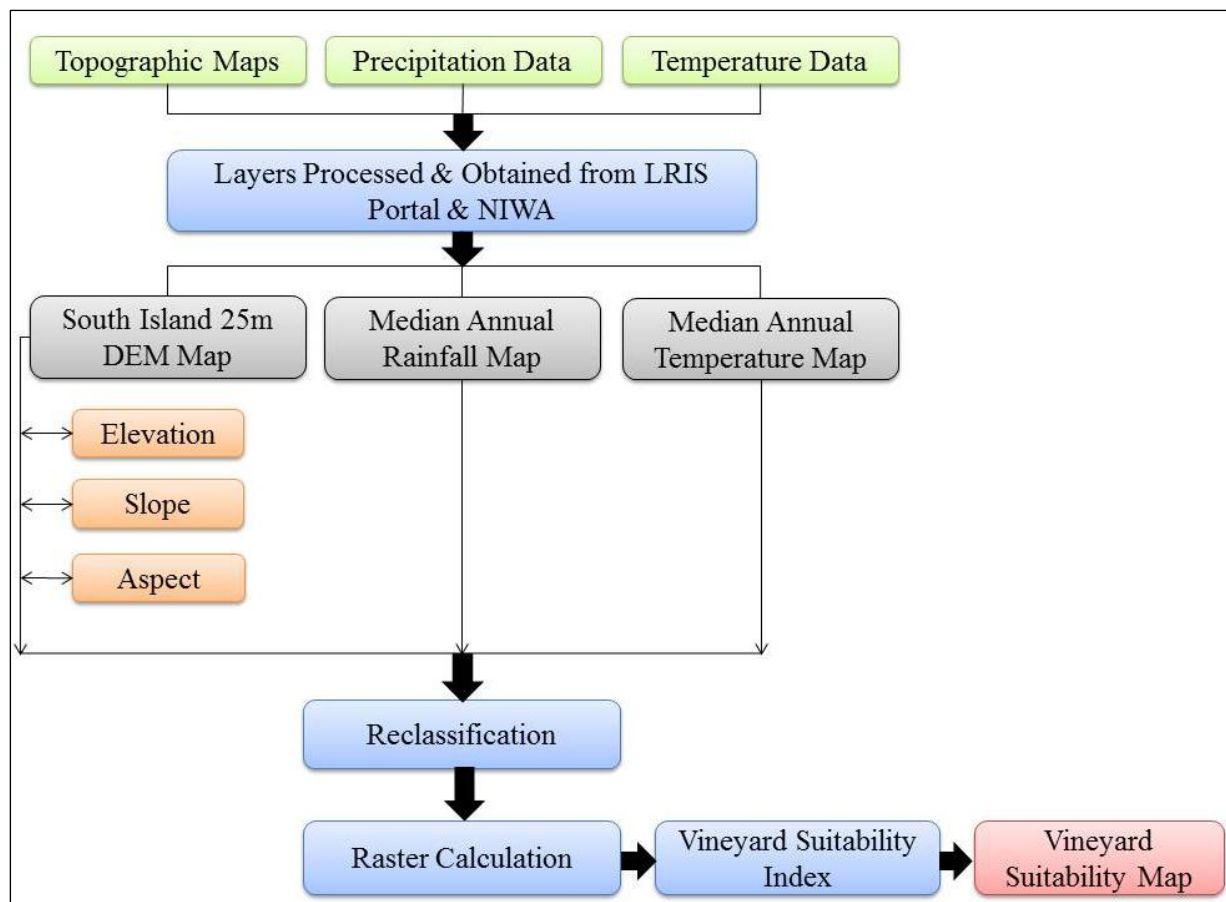 Topographic Maps
Precipitation Data
Temperature Data
Layers Processed & Obtained from LRIS
Portal & NIWA
South Island 25m
DEM Map
Median Annual
Rainfall Map
Median Annual
Temperature Map
Elevation
Slope
Aspect
Reclassification
Raster Calculation
Vineyard Suitability
Index
Vineyard
Suitability Map